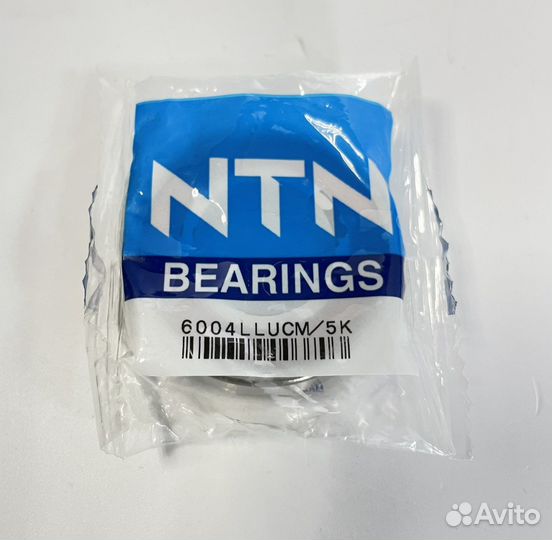 NTN
BEARINGS
6004LLUCM/5K
Avito